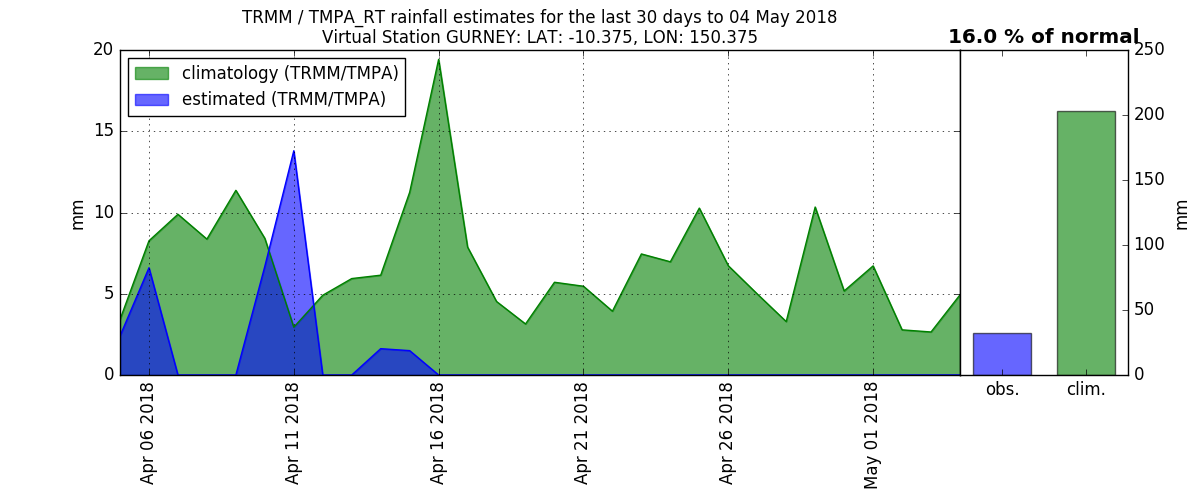 TRMM / TMPA_RT rainfall estimates for the last 30 days to 04 May 2018
Virtual Station GURNEY: LAT: -10.375, LON: 150.375
16.0 % of normal
climatology (TRMM/TMPA)
estimated (TRMM/TMPA)
20
15
10
5
0
mm
Apr 06 2018
Apr 11 2018
Apr 16 2018
Apr 21 2018
Apr 26 2018
May 01 2018
obs.
clim.
250
200
150
100
50
0
mm